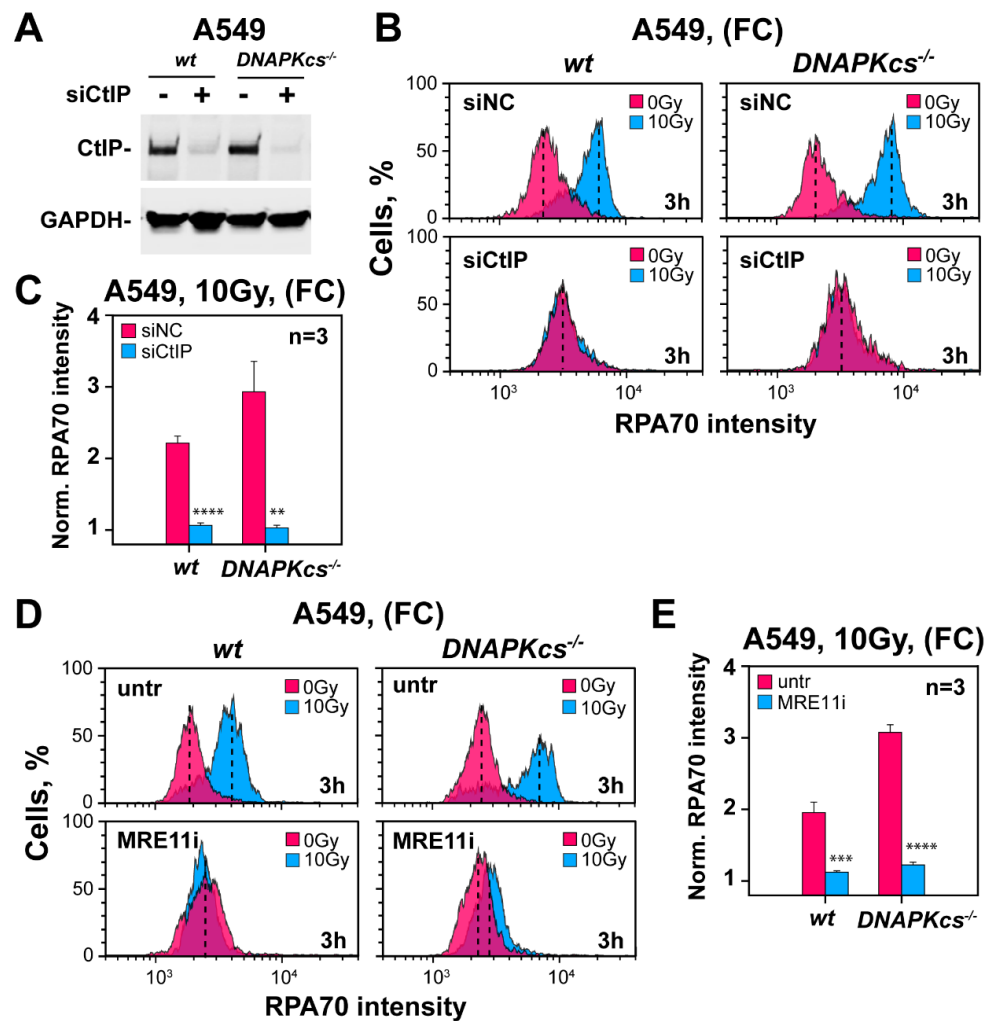 A
A549
wt
DNAPKcs-/-
siCtIP
- + - +
CtIP-
GAPDH-
B
A549, (FC)
wt
DNAPKcs-/-
Cells, %
100
50
0
siNC
0Gy
10Gy
3h
siNC
0Gy
10Gy
3h
100
50
0
siCtIP
0Gy
10Gy
3h
siCtIP
0Gy
10Gy
3h
10³ 10⁴ 10³ 10⁴
RPA70 intensity
C
A549, 10Gy, (FC)
Norm. RPA70 intensity
4
3
2
1
siNC
siCtIP
n=3
****
**
wt
DNAPKcs-/-
D
A549, (FC)
wt
DNAPKcs-/-
Cells, %
100
50
0
untr
0Gy
10Gy
3h
untr
0Gy
10Gy
3h
100
50
0
MRE11i
0Gy
10Gy
3h
MRE11i
0Gy
10Gy
3h
10³ 10⁴ 10³ 10⁴
RPA70 intensity
E
A549, 10Gy, (FC)
Norm. RPA70 intensity
4
3
2
1
untr
MRE11i
n=3
***
****
wt
DNAPKcs-/-